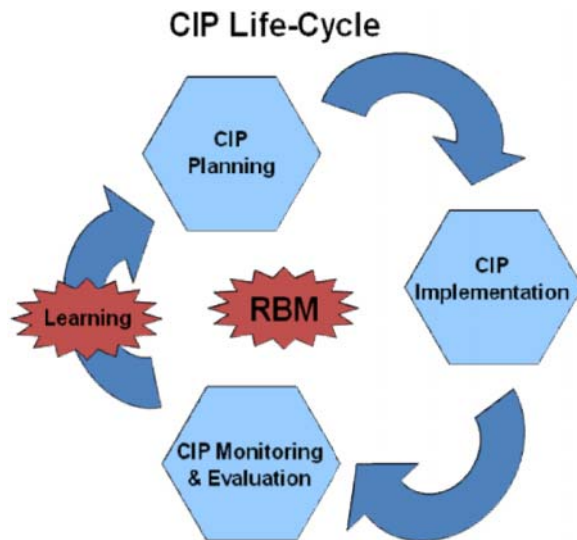 CIP Life-Cycle
CIP
Planning
CIP
Implementation
Learning
RBM
CIP Monitoring
& Evaluation